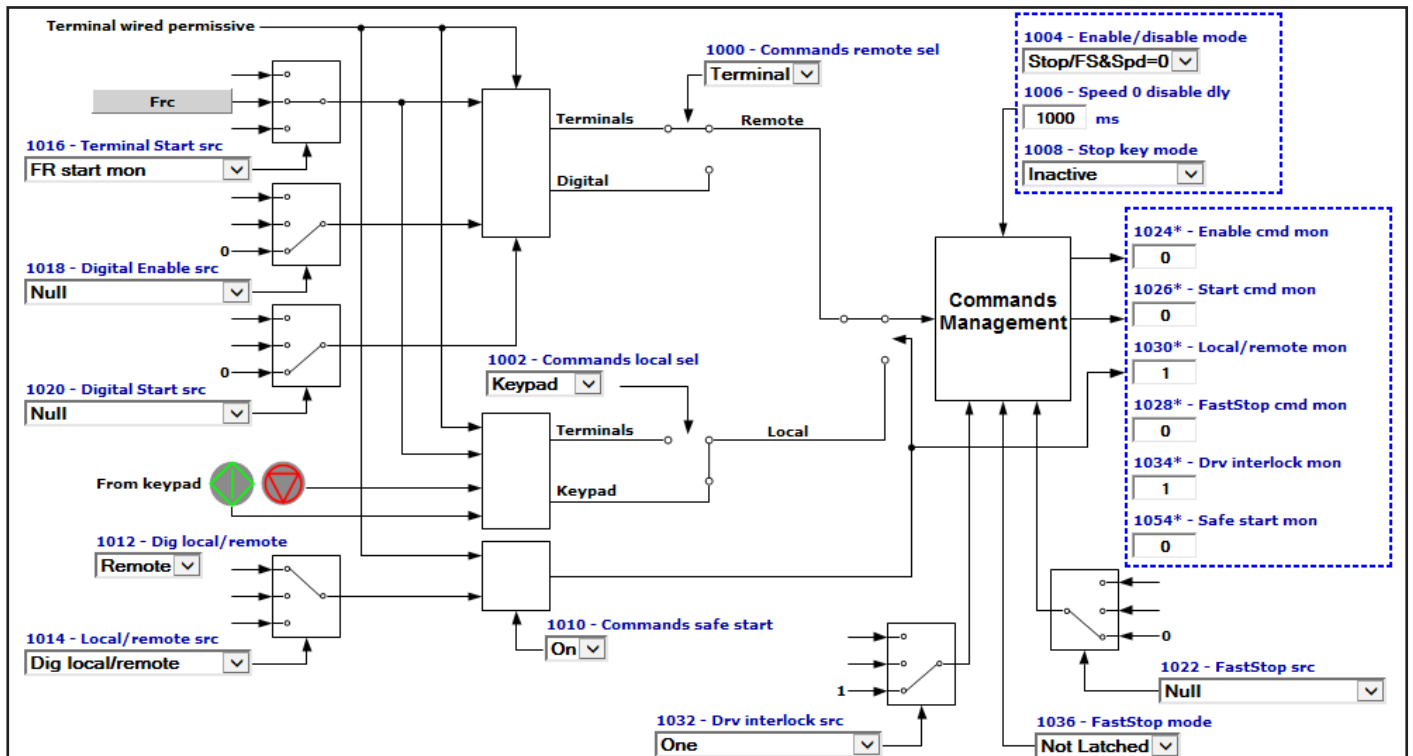 Terminal wired permissive
Frc
1016 - Terminal Start src
FR start mon
0
1018 - Digital Enable src
Null
0
1020 - Digital Start src
Null
From keypad
1012 - Dig local/remote
Remote
1014 - Local/remote src
Dig local/remote
1000 - Commands remote sel
Terminal
Terminals
Remote
Digital
1002 - Commands local sel
Keypad
Terminals
Local
Keypad
1010 - Commands safe start
On
1
1032 - Drv interlock src
One
1004 - Enable/disable mode
Stop/FS&Spd=0
1006 - Speed 0 disable dly
1000 ms
1008 - Stop key mode
Inactive
Commands
Management
1024* - Enable cmd mon
0
1026* - Start cmd mon
0
1030* - Local/remote mon
1
1028* - FastStop cmd mon
0
1034* - Drv interlock mon
1
1054* - Safe start mon
0
0
1022 - FastStop src
Null
1036 - FastStop mode
Not Latched